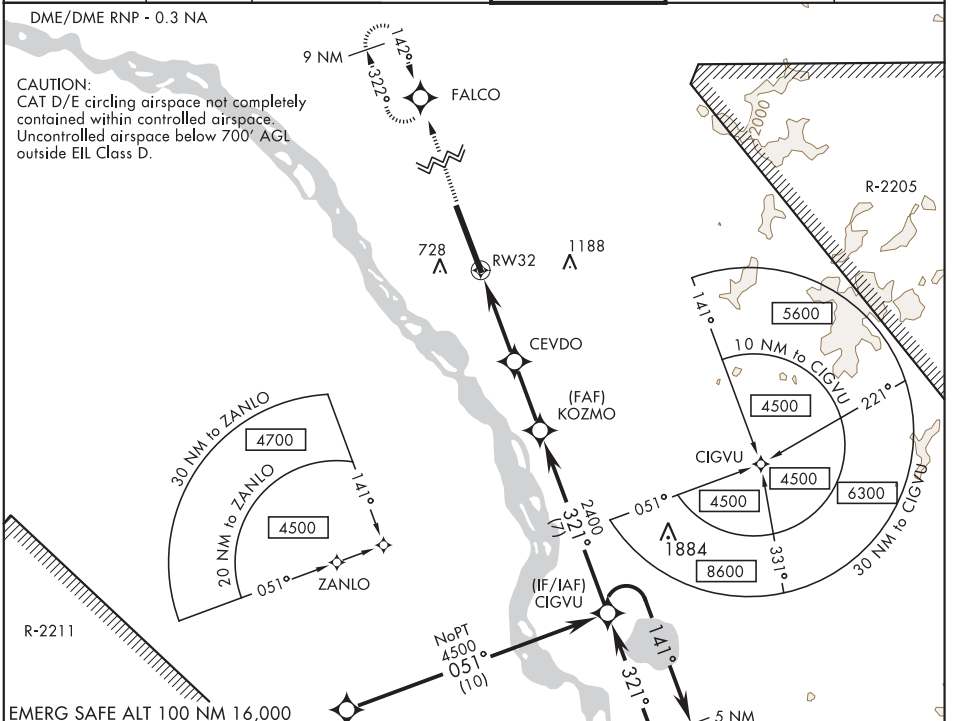 DME/DME RNP - 0.3 NA
9 NM
142°
322°
FALCO
CAUTION:
CAT D/E circling airspace not completely
contained within controlled airspace.
Uncontrolled airspace below 700' AGL
outside EIL Class D.
2000
R-2205
728
RW32
1188
141°
5600
10 NM to CIGVU
221°
4500
CEVDO
(FAF)
KOZMO
30 NM to ZANLO
4700
141°
20 NM to ZANLO
4500
051°
ZANLO
CIGVU
4500
4500
6300
051°
1884
331°
8600
30 NM to CIGVU
2400
321°
(7)
(IF/IAF)
CIGVU
R-2211
NoPT
4500
051°
(10)
141°
321°
5 NM
EMERG SAFE ALT 100 NM 16,000